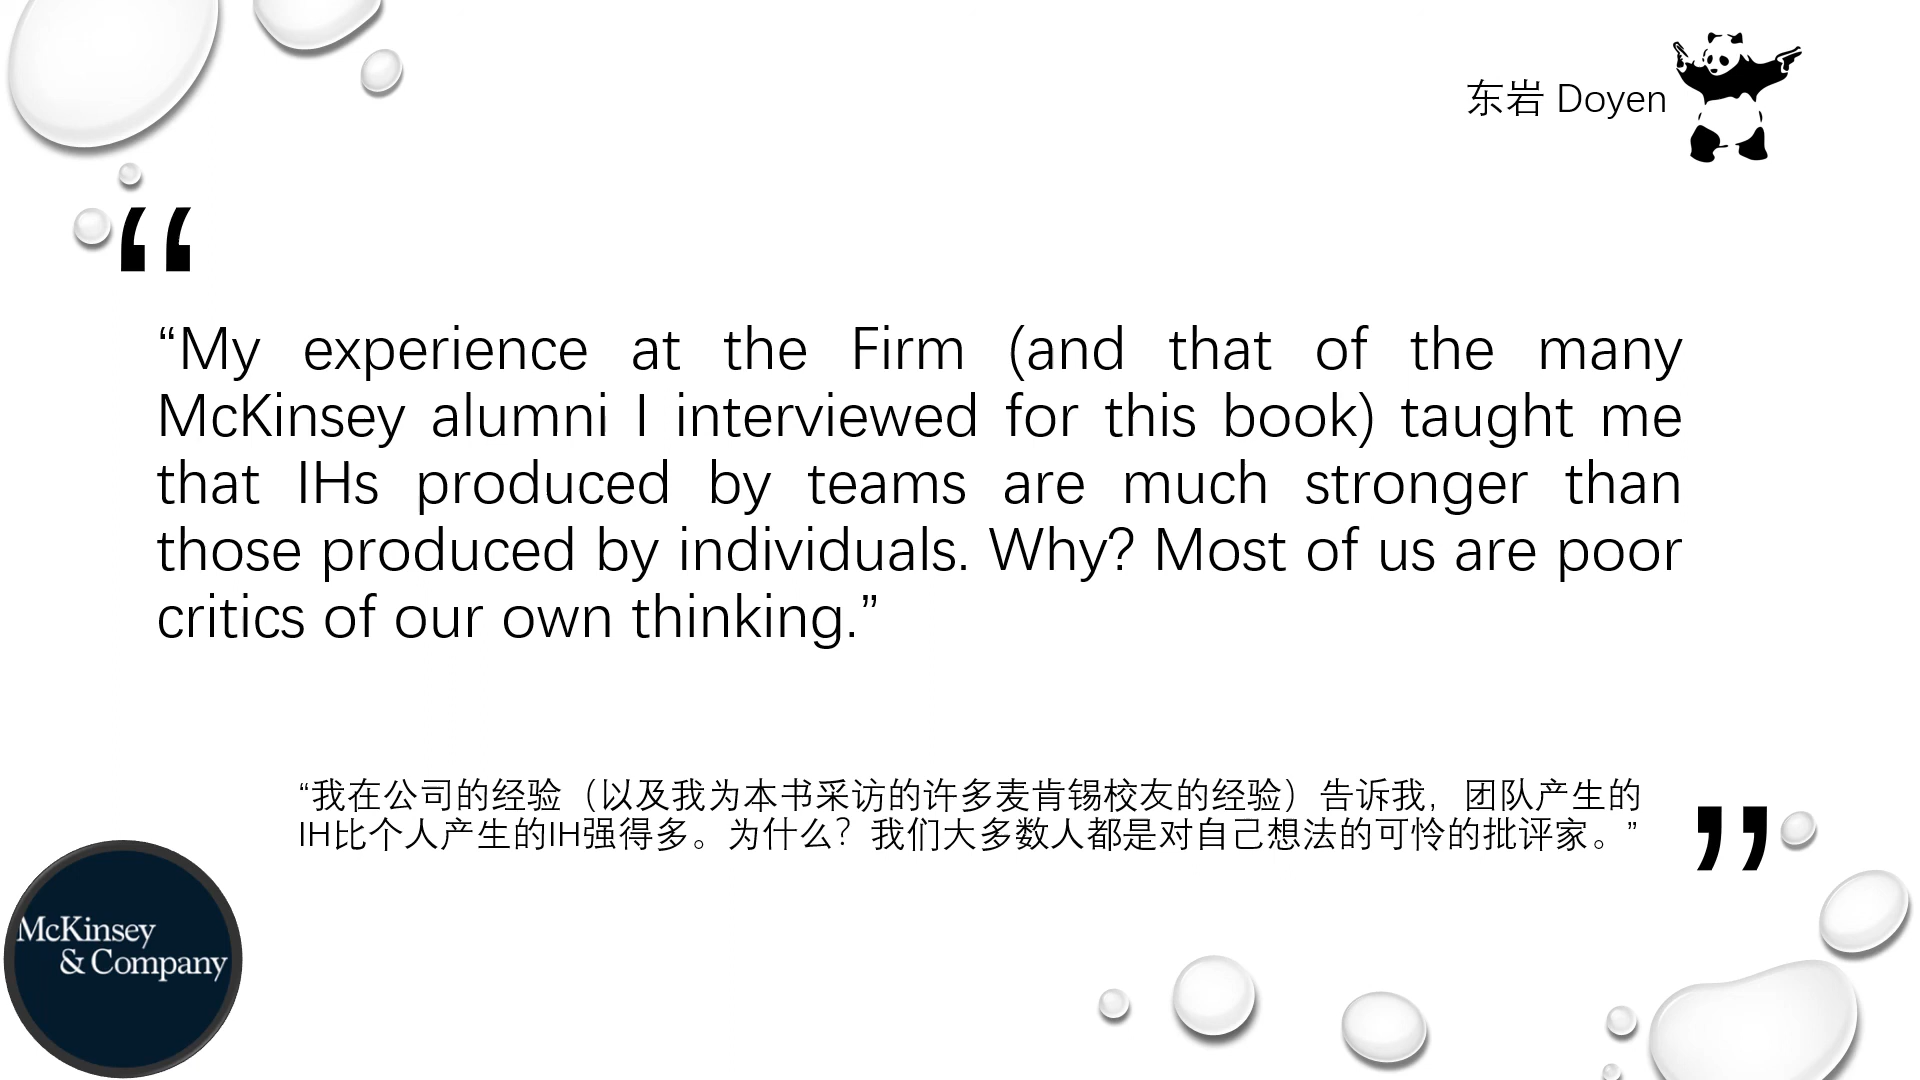 东岩 Doyen
“
“My experience at the Firm (and that of the many
McKinsey alumni I interviewed for this book) taught me
that IHs produced by teams are much stronger than
those produced by individuals. Why? Most of us are poor
critics of our own thinking.”
“我在公司的经验（以及我为本书采访的许多麦肯锡校友的经验）告诉我，团队产生的
IH比个人产生的IH强得多。为什么？我们大多数人都是对自己想法的可怜的批评家。”
”
McKinsey
& Company